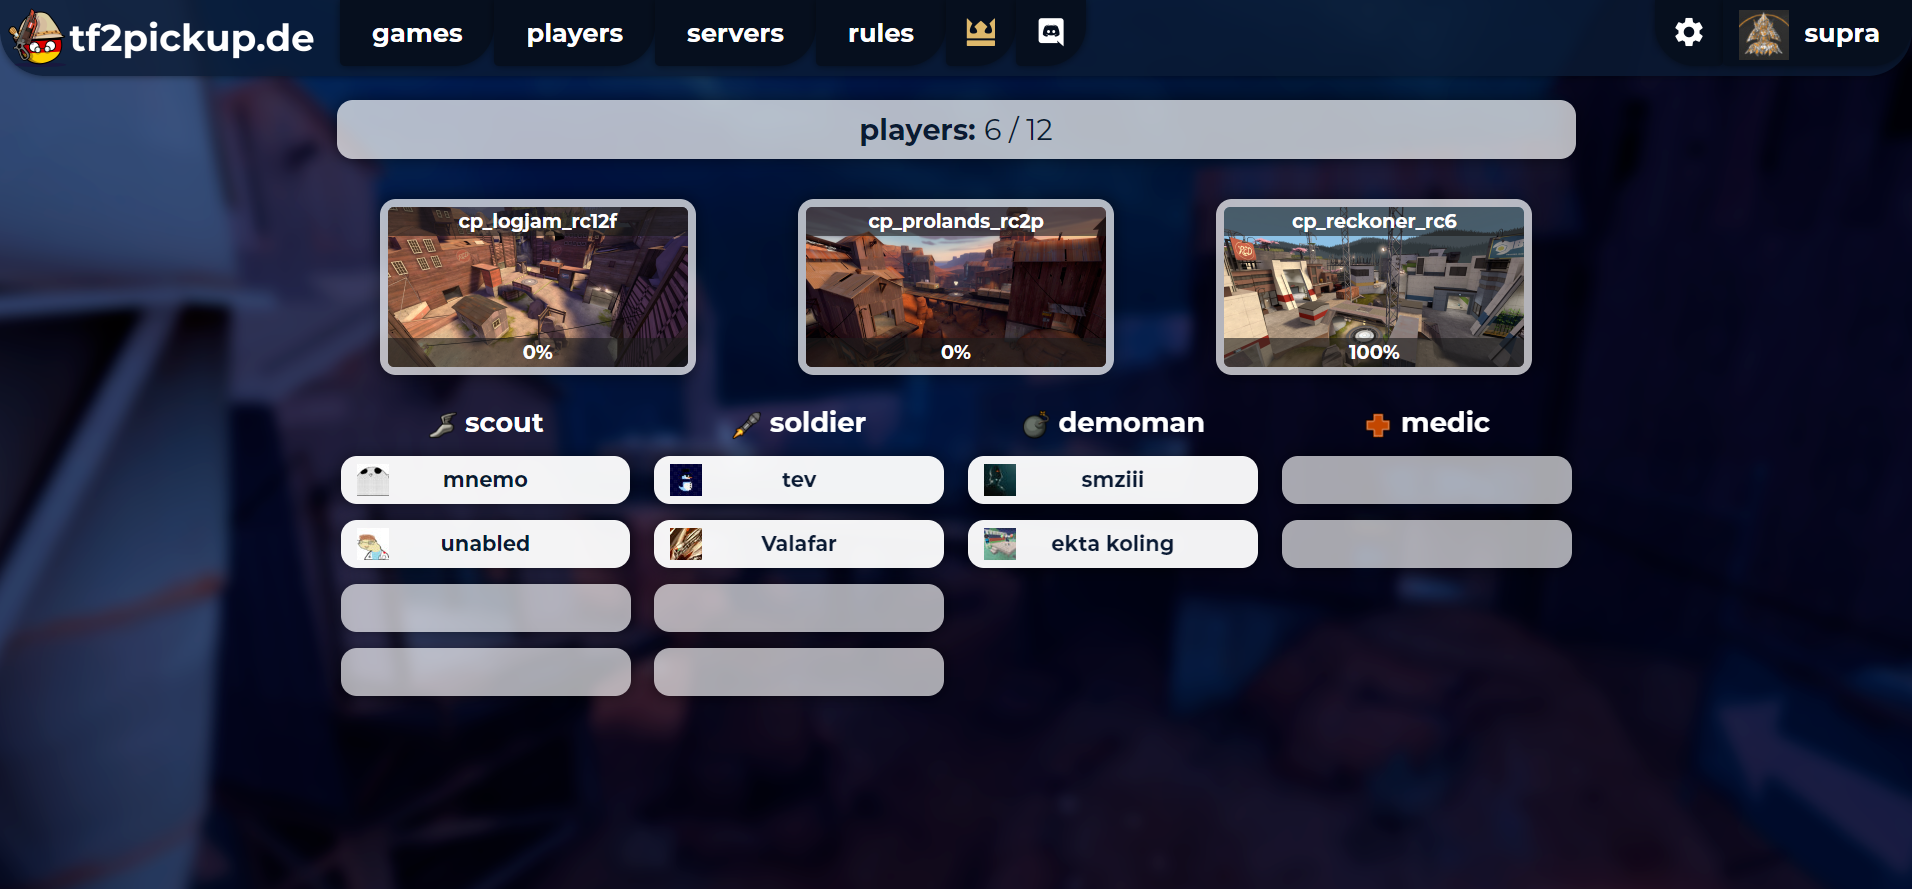 tf2pickup.de
games
players
servers
rules
supra
players: 6 / 12
cp_logjam_rc12f
cp_prolands_rc2p
cp_reckoner_rc6
RED
0%
0%
100%
scout
soldier
demoman
medic
mnemo
tev
smziii
unabled
Valafar
ekta koling